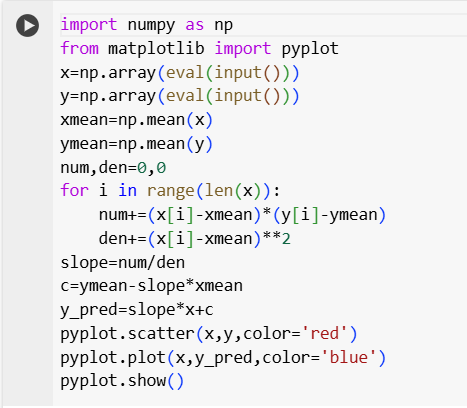 import numpy as np
from matplotlib import pyplot
x=np.array(eval(input()))
y=np.array(eval(input()))
xmean=np.mean(x)
ymean=np.mean(y)
num,den=0,0
for i in range(len(x)):
    num+=(x[i]-xmean)*(y[i]-ymean)
    den+=(x[i]-xmean)**2
slope=num/den
c=ymean-slope*xmean
y_pred=slope*x+c
pyplot.scatter(x,y,color='red')
pyplot.plot(x,y_pred,color='blue')
pyplot.show()